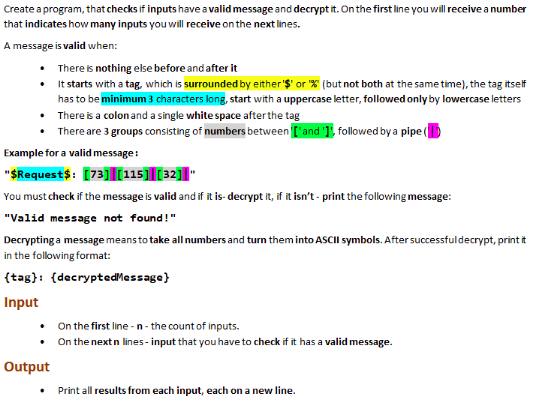 Create a program, that checks if inputs have a valid message and decrypt it. On the first line you will receive a number
that indicates how many inputs you will receive on the next lines.
A message is valid when:
• There is nothing else before and after it
• It starts with a tag, which is surrounded by either '$' or '%' (but not both at the same time), the tag itself
has to be minimum 3 characters long, start with a uppercase letter, followed only by lowercase letters
• There is a colon and a single white space after the tag
• There are 3 groups consisting of numbers between '[' and ']', followed by a pipe ('|')
Example for a valid message:
"$Request$: [73]|[115]|[32]|"
You must check if the message is valid and if it is- decrypt it, if it isn't - print the following message:
"Valid message not found!"
Decrypting a message means to take all numbers and turn them into ASCII symbols. After successful decrypt, print it
in the following format:
{tag}: {decryptedMessage}
Input
• On the first line - n - the count of inputs.
• On the next n lines - input that you have to check if it has a valid message.
Output
• Print all results from each input, each on a new line.